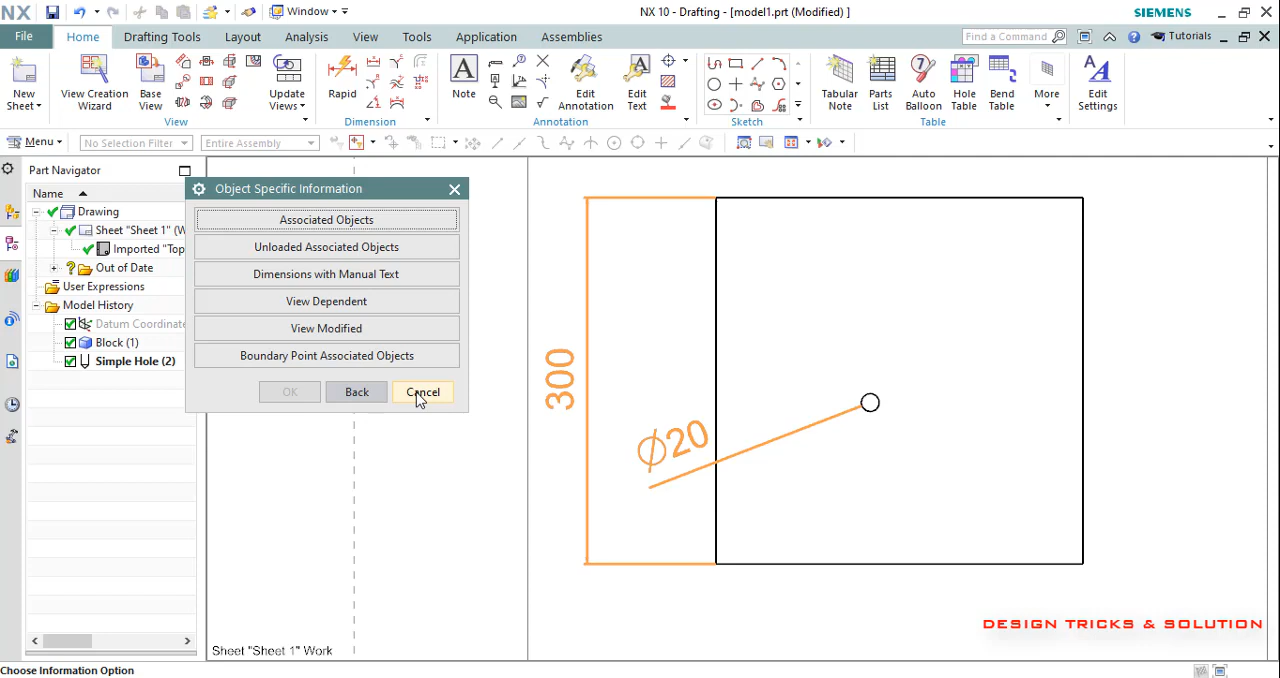 NX
Window
NX 10 - Drafting - [model1.prt (Modified) ]
SIEMENS
File
Home
Drafting Tools
Layout
Analysis
View
Tools
Application
Assemblies
Find a Command
Tutorials
New Sheet
View Creation Wizard
Base View
Update Views
Rapid
Note
Edit Annotation
Edit Text
Tabular Note
Parts List
Auto Balloon
Hole Table
Bend Table
More
Edit Settings
View
Dimension
Annotation
Sketch
Table
Menu
No Selection Filter
Entire Assembly
Part Navigator
Name
Drawing
Sheet "Sheet 1" (W
Imported "Top
Out of Date
User Expressions
Model History
Datum Coordinate
Block (1)
Simple Hole (2)
Object Specific Information
Associated Objects
Unloaded Associated Objects
Dimensions with Manual Text
View Dependent
View Modified
Boundary Point Associated Objects
OK
Back
Cancel
300
∅20
DESIGN TRICKS & SOLUTION
Sheet "Sheet 1" Work
Choose Information Option